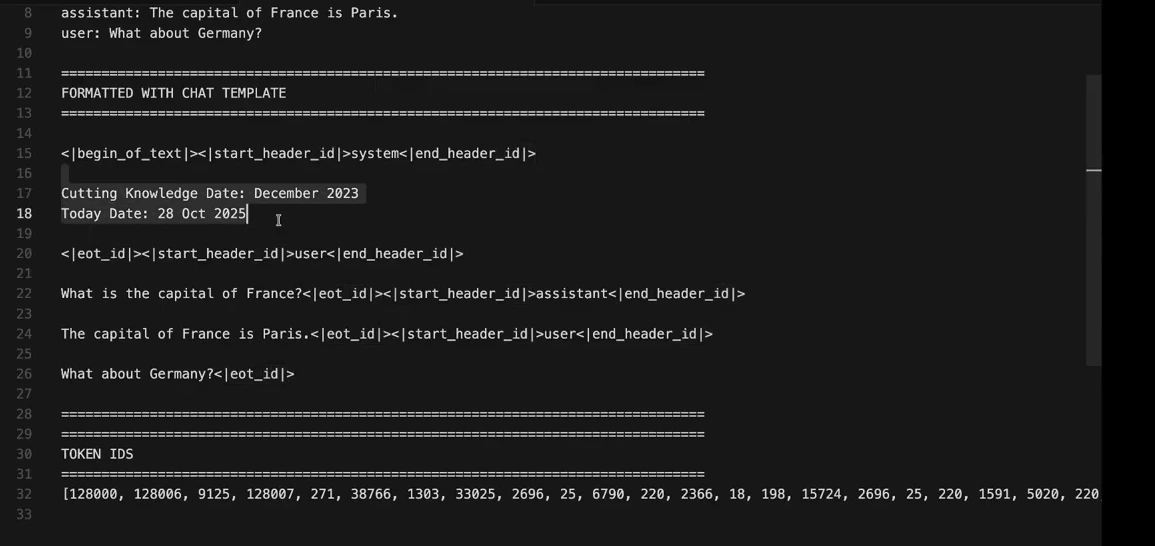 8 assistant: The capital of France is Paris.
9 user: What about Germany?
10
11 ================================================================================
12 FORMATTED WITH CHAT TEMPLATE
13 ================================================================================
14
15 <|begin_of_text|><|start_header_id|>system<|end_header_id|>
16
17 Cutting Knowledge Date: December 2023
18 Today Date: 28 Oct 2025
19
20 <|eot_id|><|start_header_id|>user<|end_header_id|>
21
22 What is the capital of France?<|eot_id|><|start_header_id|>assistant<|end_header_id|>
23
24 The capital of France is Paris.<|eot_id|><|start_header_id|>user<|end_header_id|>
25
26 What about Germany?<|eot_id|>
27
28 ================================================================================
29 ================================================================================
30 TOKEN IDS
31 ================================================================================
32 [128000, 128006, 9125, 128007, 271, 38766, 1303, 33025, 2696, 25, 6790, 220, 2366, 18, 198, 15724, 2696, 25, 220, 1591, 5020, 220
33